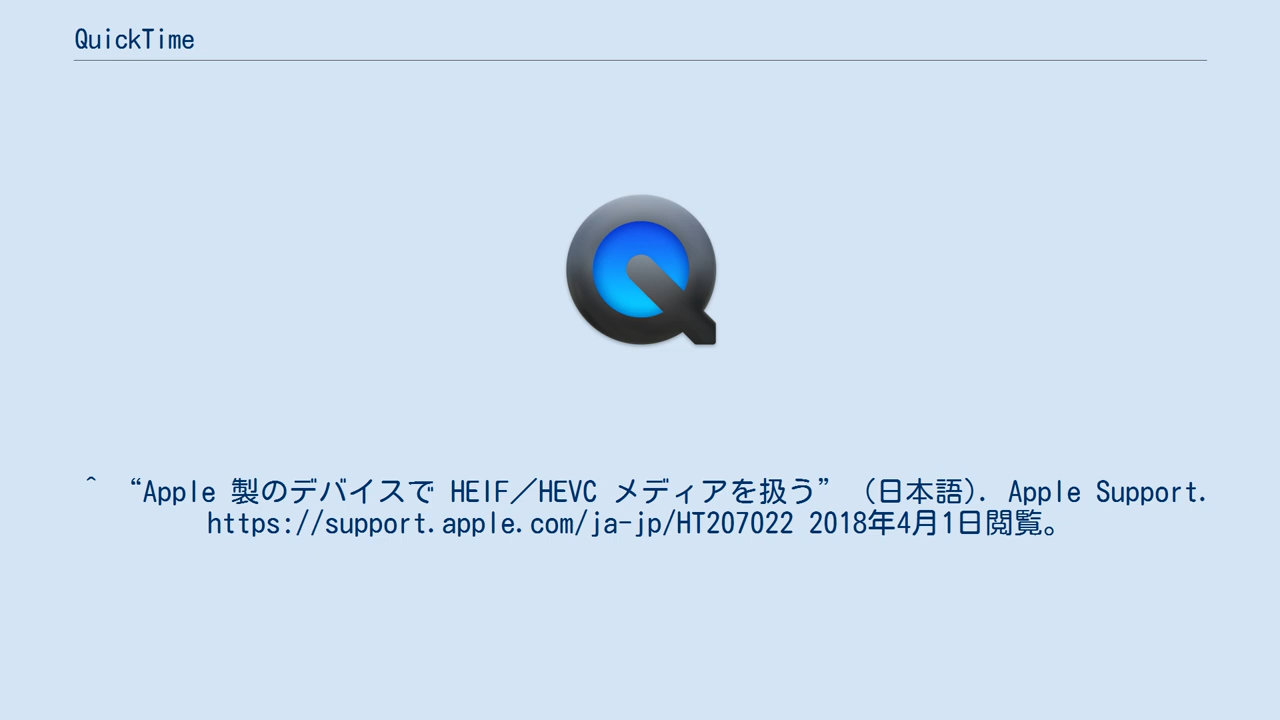 QuickTime
^ “Apple 製のデバイスで HEIF／HEVC メディアを扱う” (日本語). Apple Support.
https://support.apple.com/ja-jp/HT207022 2018年4月1日閲覧。